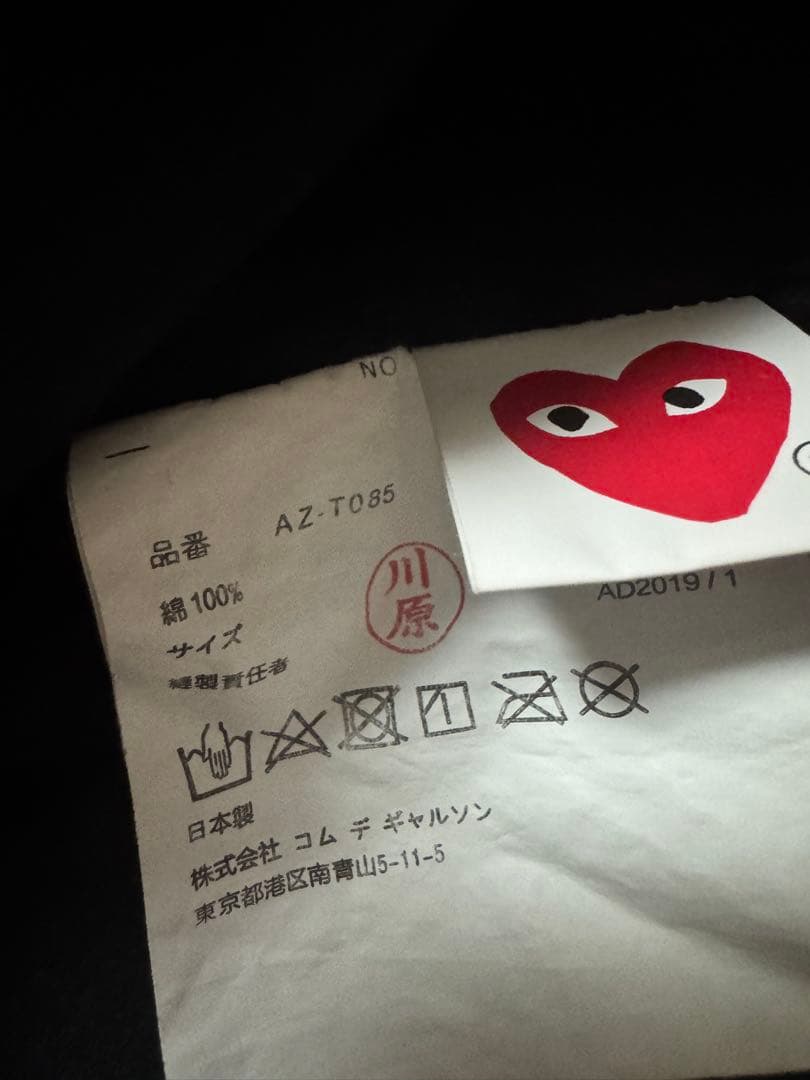 NO
品番 AZ-T085
綿100%
サイズ
縫製責任者
川原
AD2019/1
日本製
株式会社 コム デ ギャルソン
東京都港区南青山5-11-5